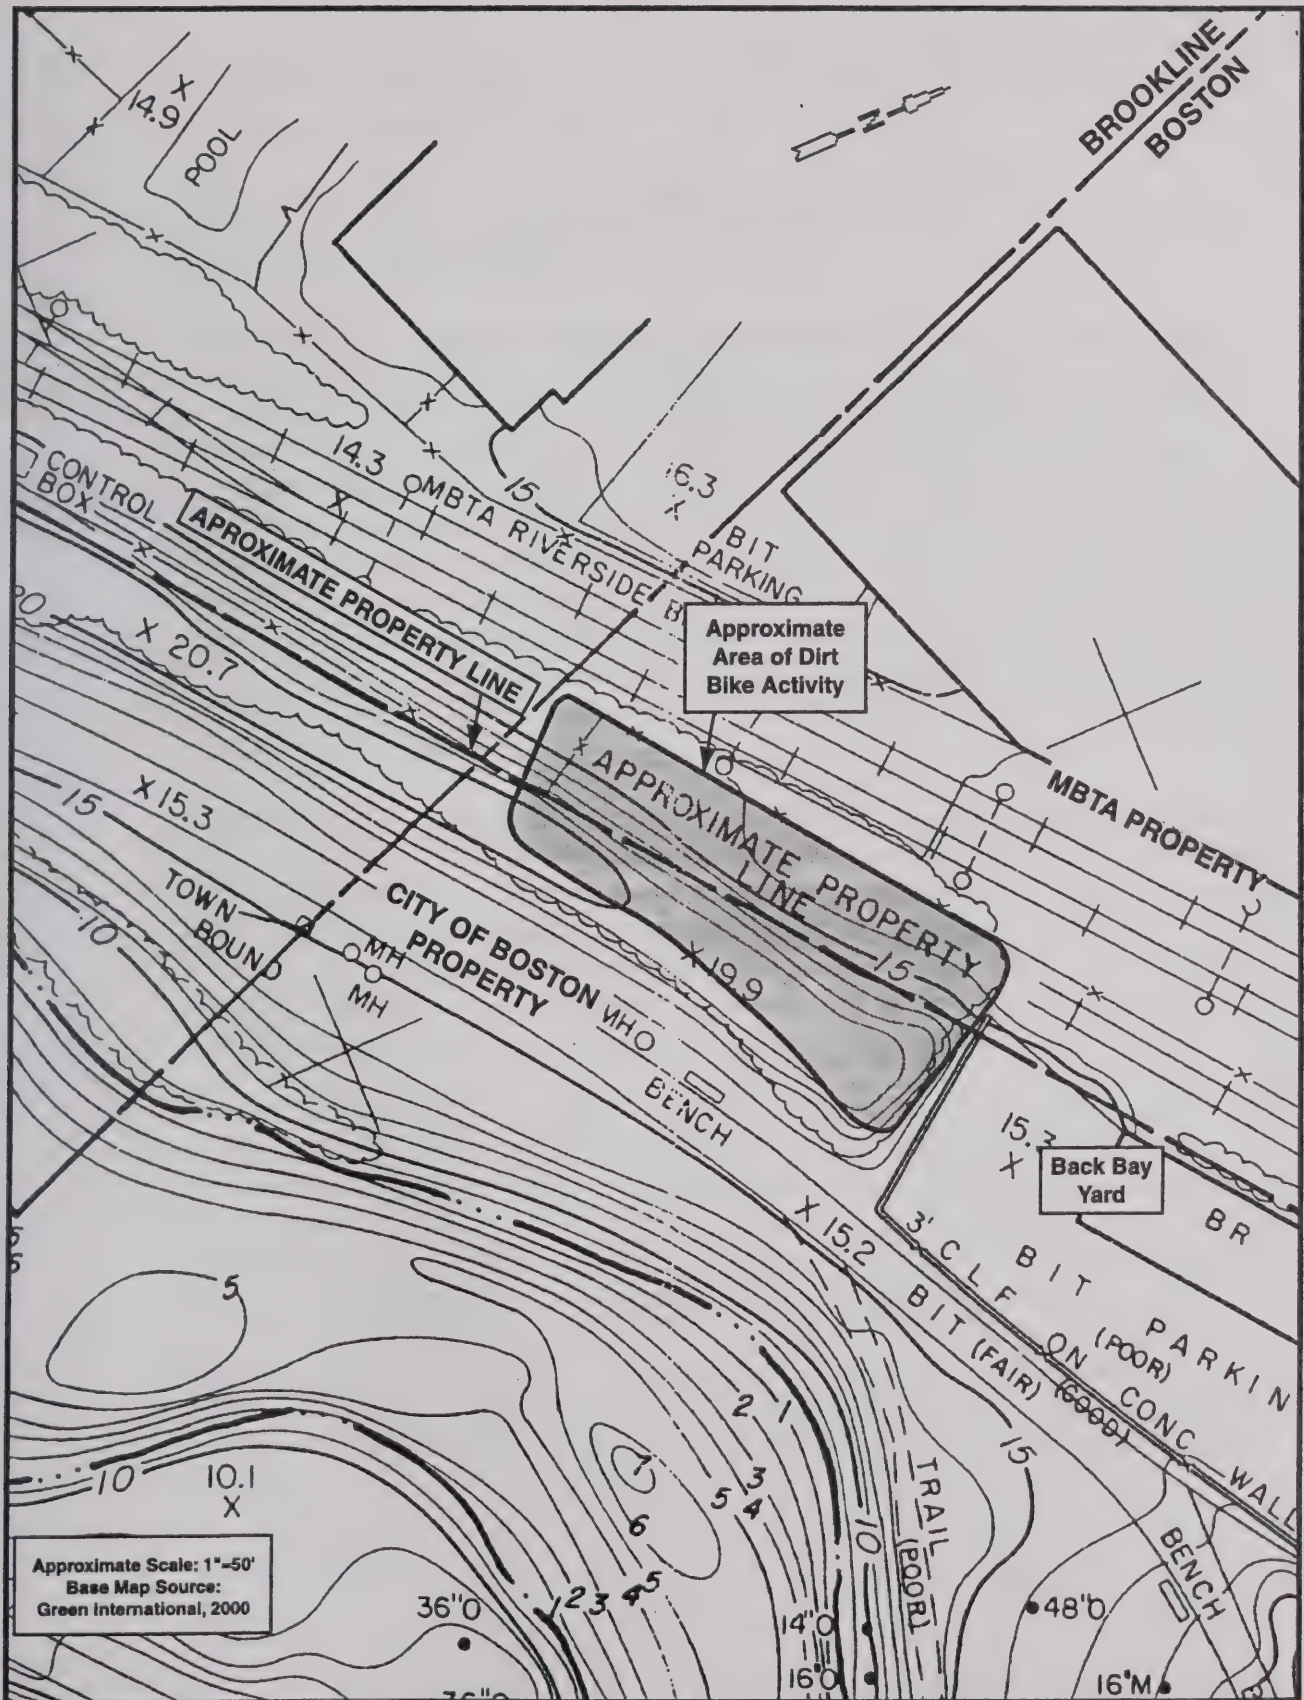 BROOKLINE
BOSTON
14.9
X
POOL
N
14.3
X
MBTA RIVERSIDE
15
16.3
X
BIT
PARKING
CONTROL
BOX
APROXIMATE PROPERTY LINE
X 20.7
Approximate
Area of Dirt
Bike Activity
X 15.3
15
APPROXIMATE PROPERTY
LINE
MBTA PROPERTY
TOWN
BOUND
10
MH
MH
CITY OF BOSTON
PROPERTY
MHO
X 19.9
15
BENCH
15.3
X
Back Bay
Yard
BR
X 15.2
3' CLF ON CONC WALL
(GOOD)
BIT PARKIN
(POOR)
BIT (FAIR)
5
2
1
3
4
5
7
6
15
TRAIL
(POOR)
10
10
10.1
X
Approximate Scale: 1"=50'
Base Map Source:
Green International, 2000
2
3
4
5
36"O
14"O
16"O
48"O
16"M
BENCH